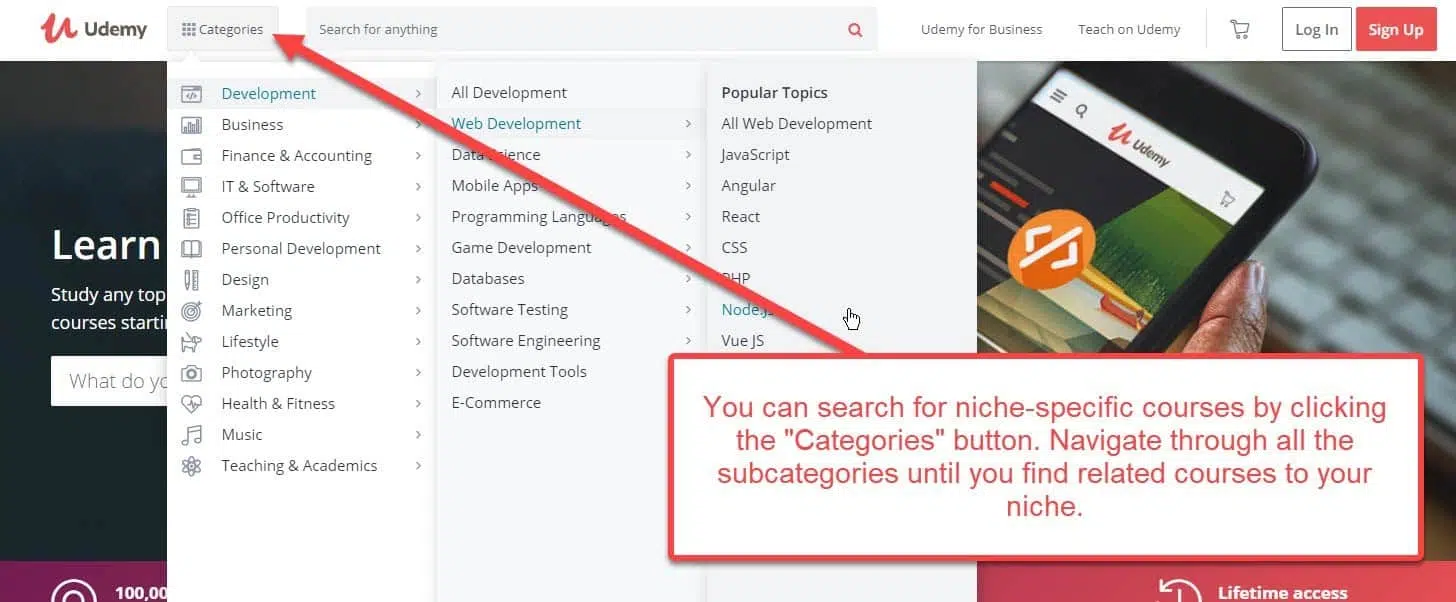 Udemy
Categories
Search for anything
Udemy for Business
Teach on Udemy
Log In
Sign Up
Development
Business
Finance & Accounting
IT & Software
Office Productivity
Personal Development
Design
Marketing
Lifestyle
Photography
Health & Fitness
Music
Teaching & Academics
All Development
Web Development
Data Science
Mobile Apps
Programming Languages
Game Development
Databases
Software Testing
Software Engineering
Development Tools
E-Commerce
Popular Topics
All Web Development
JavaScript
Angular
React
CSS
PHP
Node.JS
Vue JS
Udemy
Learn
Study any top
courses starti
What do yo
You can search for niche-specific courses by clicking
the "Categories" button. Navigate through all the
subcategories until you find related courses to your
niche.
100,00
Lifetime access